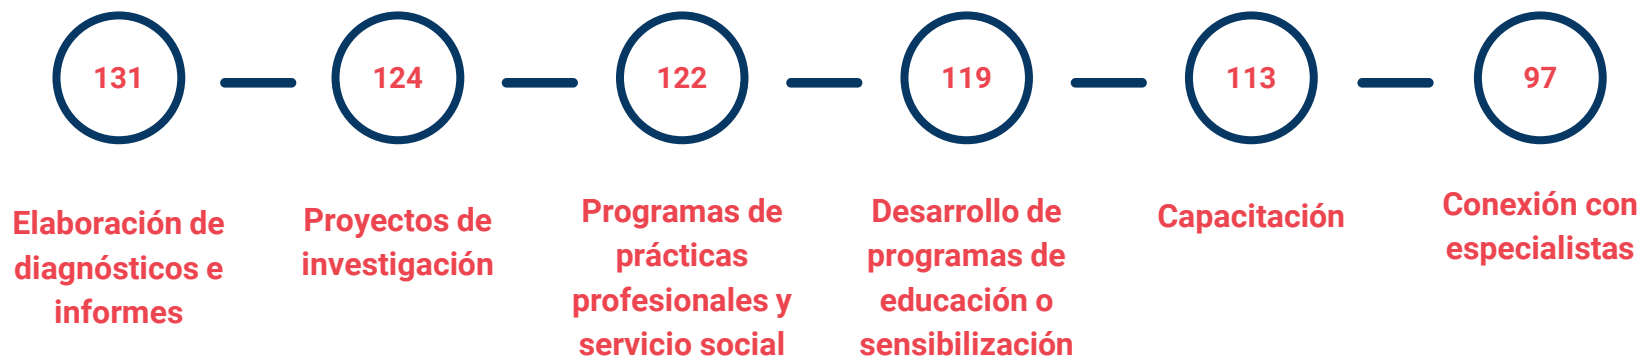 131
124
122
119
113
97
Elaboración de
diagnósticos e
informes
Proyectos de
investigación
Programas de
prácticas
profesionales y
servicio social
Desarrollo de
programas de
educación o
sensibilización
Capacitación
Conexión con
especialistas